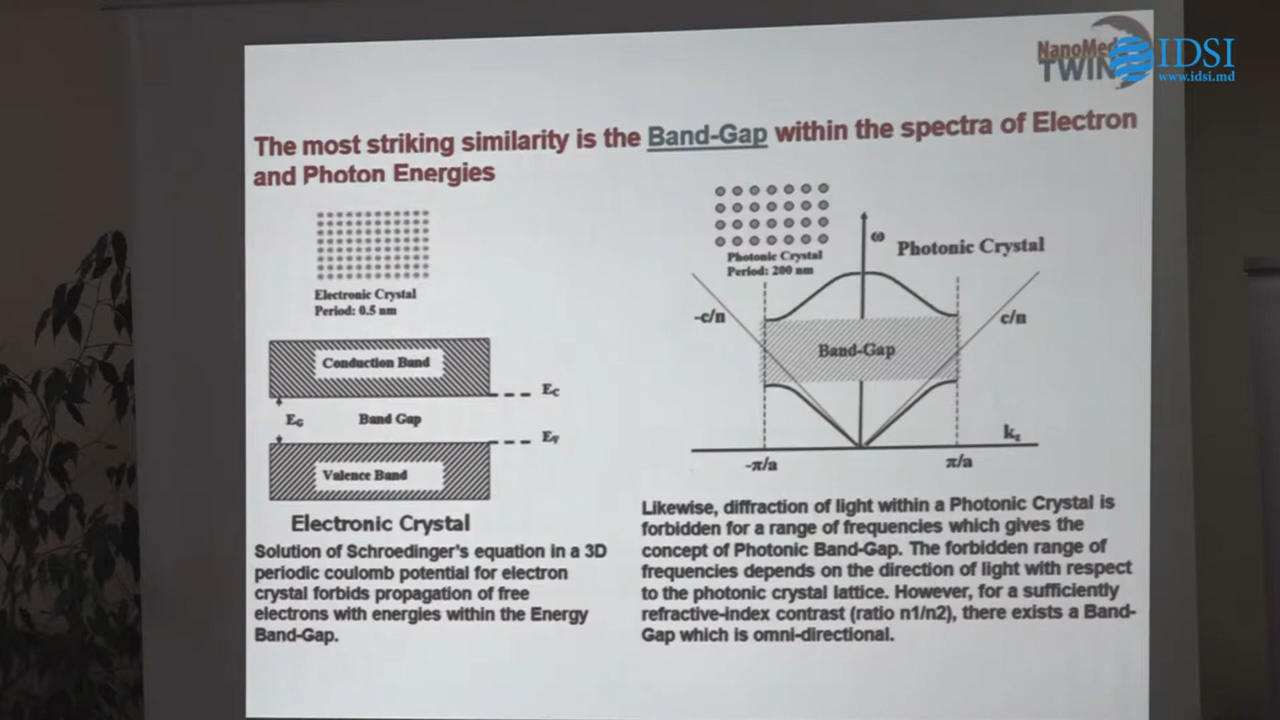 NanoMed
TWIN
IDSI
www.idsi.md
The most striking similarity is the Band-Gap within the spectra of Electron
and Photon Energies
Electronic Crystal
Period: 0.5 nm
Conduction Band
EC
EG
Band Gap
EV
Valence Band
Electronic Crystal
Solution of Schroedinger's equation in a 3D
periodic coulomb potential for electron
crystal forbids propagation of free
electrons with energies within the Energy
Band-Gap.
Photonic Crystal
Period: 200 nm
ω
Photonic Crystal
-c/n
c/n
Band-Gap
kz
-π/a
π/a
Likewise, diffraction of light within a Photonic Crystal is
forbidden for a range of frequencies which gives the
concept of Photonic Band-Gap. The forbidden range of
frequencies depends on the direction of light with respect
to the photonic crystal lattice. However, for a sufficiently
refractive-index contrast (ratio n1/n2), there exists a Band-
Gap which is omni-directional.